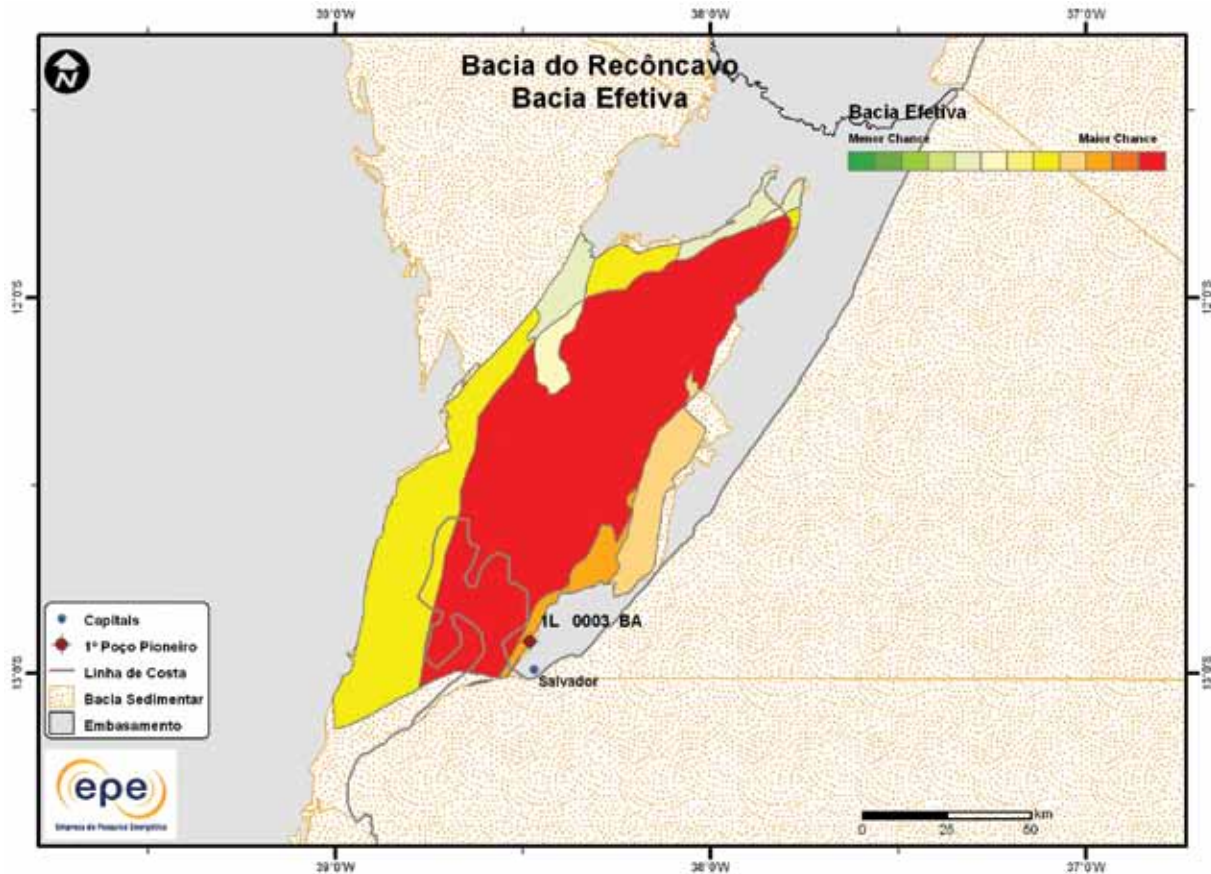 39°0'W
38°0'W
37°0'W
N
Bacia do Recôncavo
Bacia Efetiva
Bacia Efetiva
Menor Chance
Maior Chance
12°0'S
12°0'S
1L 0003 BA
Salvador
13°0'S
13°0'S
Capitais
1º Poço Pioneiro
Linha de Costa
Bacia Sedimentar
Embasamento
epe
Empresa de Pesquisa Energética
km
0
25
50
39°0'W
38°0'W
37°0'W